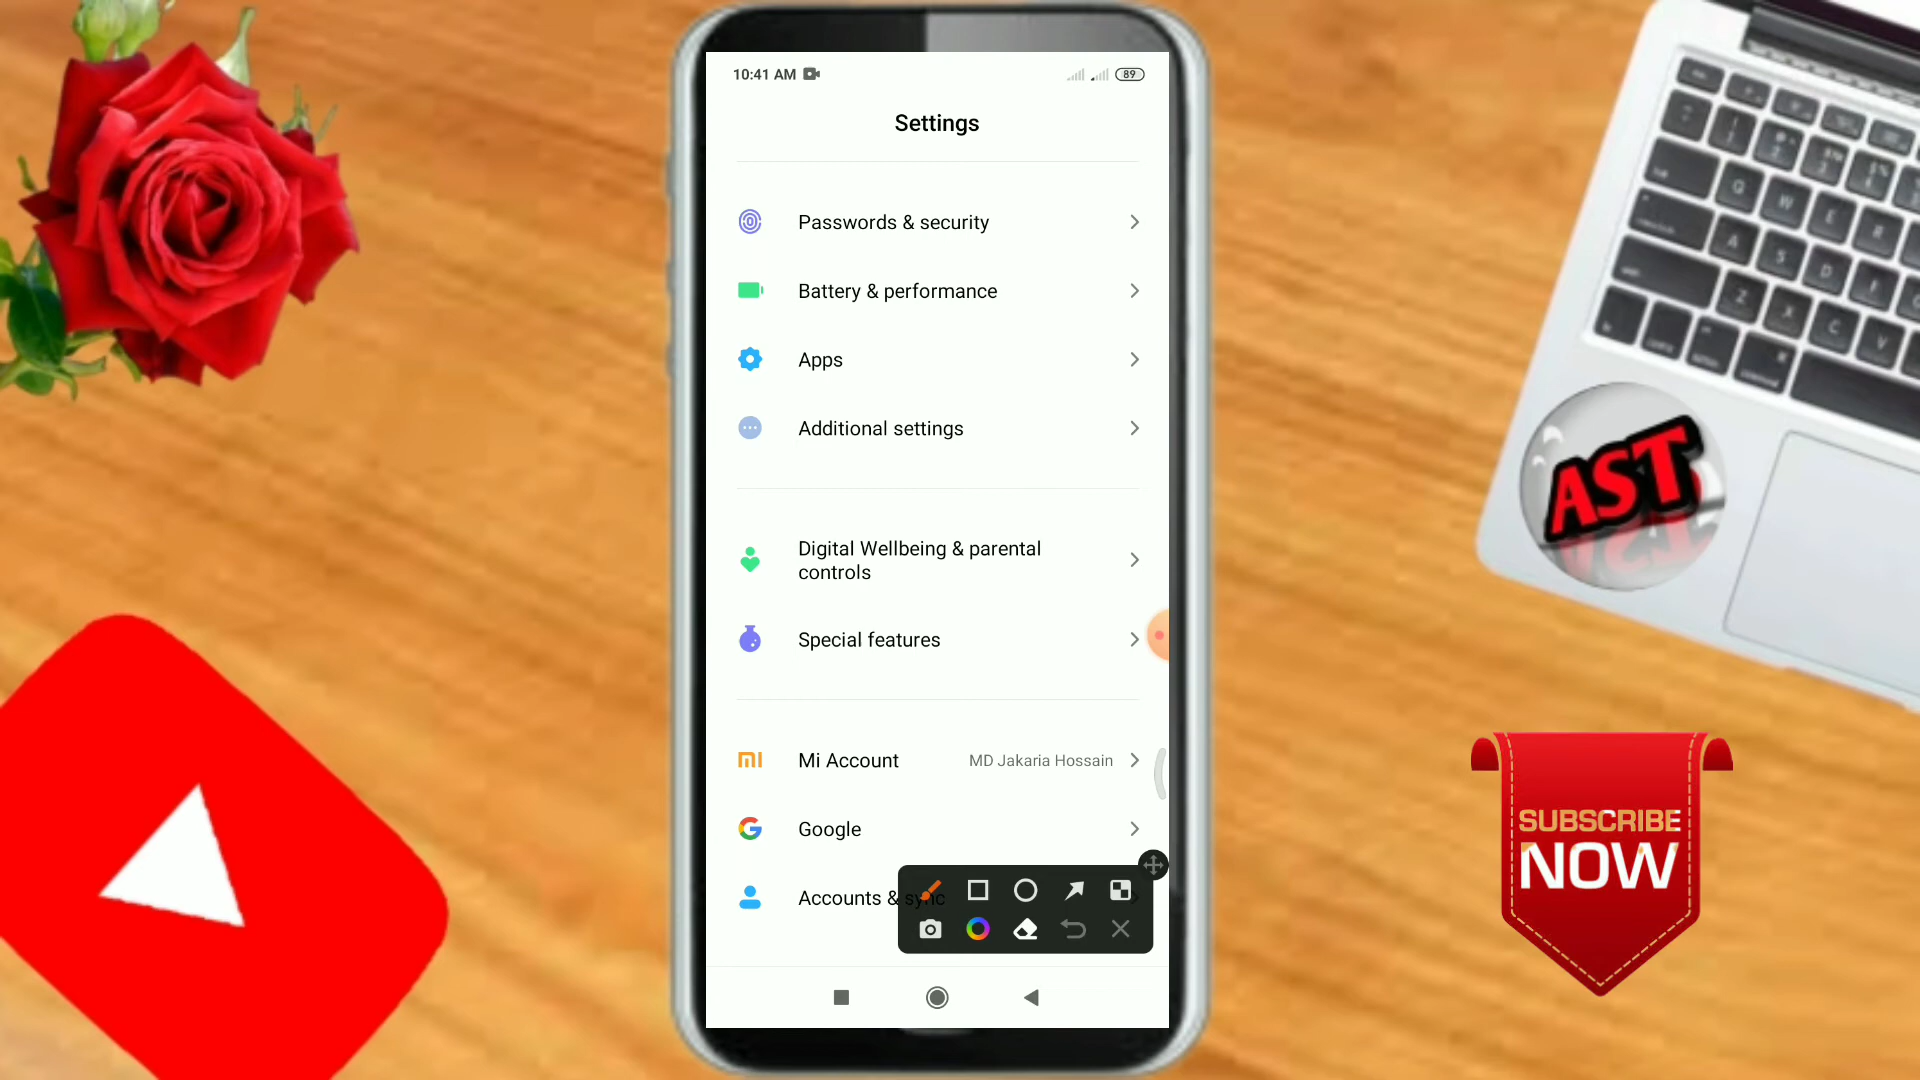 10:41 AM
89
Settings
Passwords & security
Battery & performance
Apps
Additional settings
Digital Wellbeing & parental
controls
Special features
Mi Account MD Jakaria Hossain
Google
Accounts & sync
AST
SUBSCRIBE
NOW
Q W E R
A S D F
Z X C V